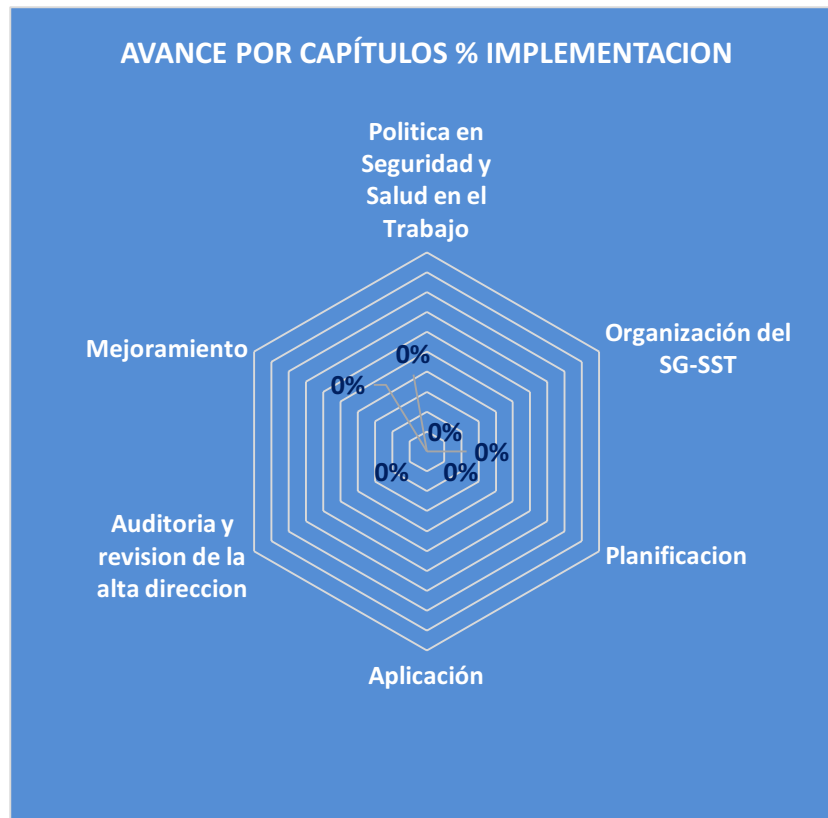 AVANCE POR CAPÍTULOS % IMPLEMENTACION
Politica en
Seguridad y
Salud en el
Trabajo
Organización del
SG-SST
Mejoramiento
0%
0%
0%
0%
0%
0%
Auditoria y
revision de la
alta direccion
Planificacion
Aplicación